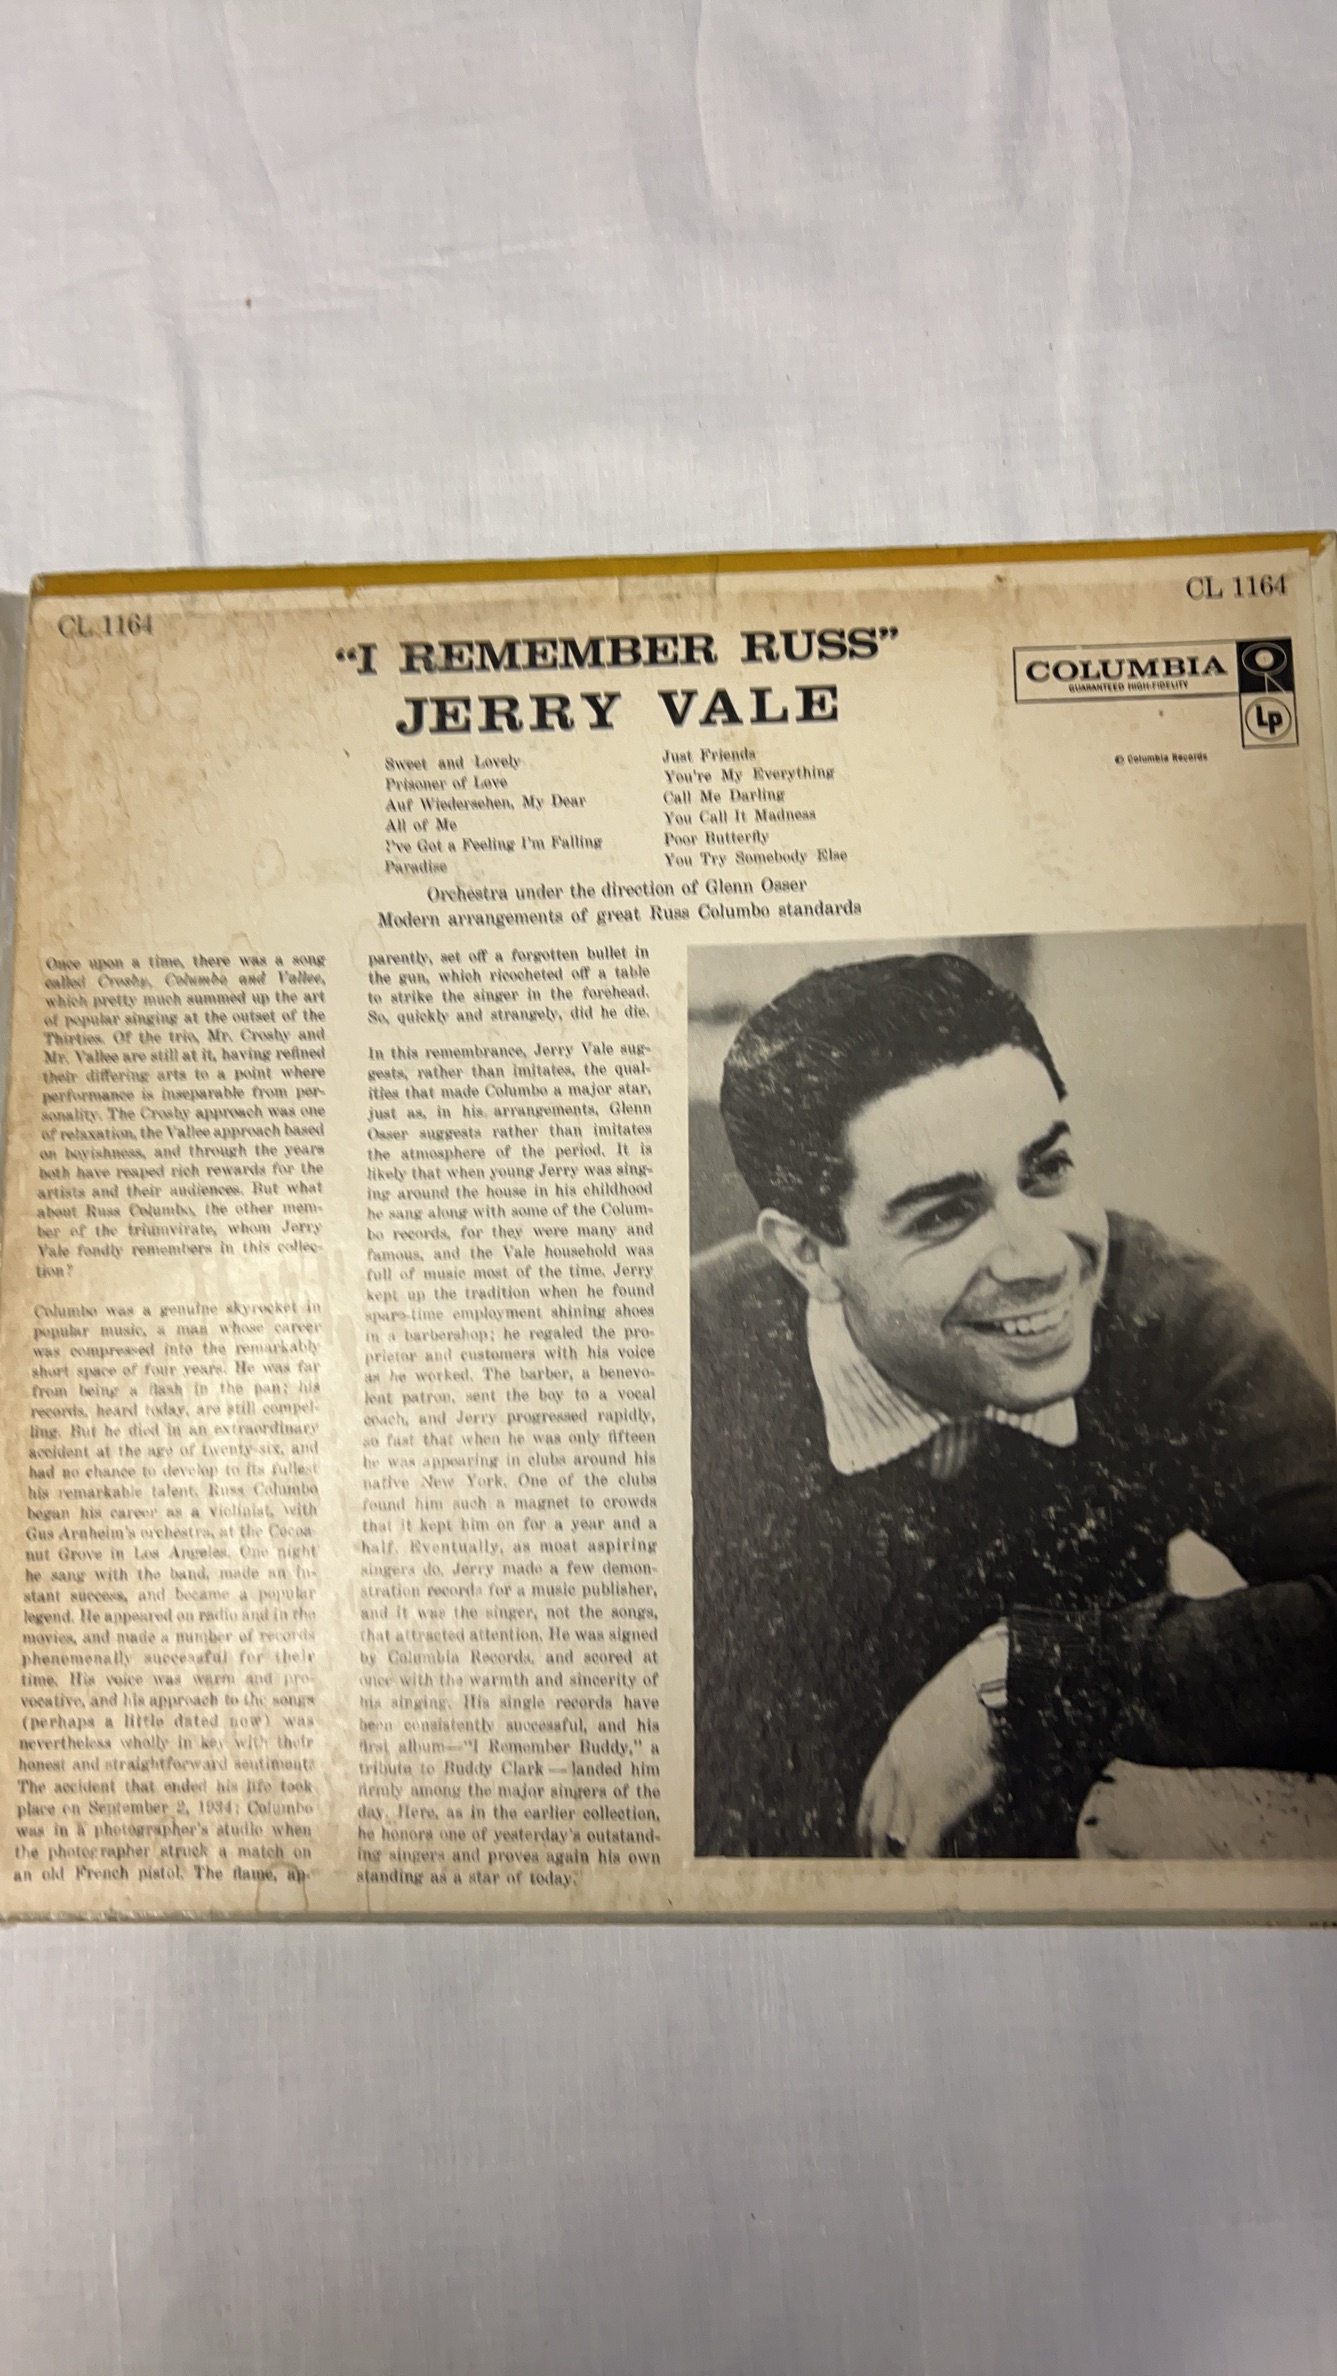 CL 1164
CL 1164
"I REMEMBER RUSS"
JERRY VALE
COLUMBIA
GUARANTEED HIGH-FIDELITY
Lp
© Columbia Records
Sweet and Lovely
Prisoner of Love
Auf Wiedersehen, My Dear
All of Me
I've Got a Feeling I'm Falling
Paradise
Just Friends
You're My Everything
Call Me Darling
You Call It Madness
Poor Butterfly
You Try Somebody Else
Orchestra under the direction of Glenn Osser
Modern arrangements of great Russ Columbo standards
Once upon a time, there was a song
called Crosby, Columbo and Vallee,
which pretty much summed up the art
of popular singing at the outset of the
Thirties. Of the trio, Mr. Crosby and
Mr. Vallee are still at it, having refined
their differing arts to a point where
performance is inseparable from per-
sonality. The Crosby approach was one
of relaxation, the Vallee approach based
on boyishness, and through the years
both have reaped rich rewards for the
artists and their audiences. But what
about Russ Columbo, the other mem-
ber of the triumvirate, whom Jerry
Vale fondly remembers in this collec-
tion?
Columbo was a genuine skyrocket in
popular music, a man whose career
was compressed into the remarkably
short space of four years. He was far
from being a flash in the pan; his
records, heard today, are still compel-
ling. But he died in an extraordinary
accident at the age of twenty-six, and
had no chance to develop to its fullest
his remarkable talent. Russ Columbo
began his career as a violinist, with
Gus Arnheim's orchestra, at the Cocoa-
nut Grove in Los Angeles. One night
he sang with the band, made an in-
stant success, and became a popular
legend. He appeared on radio and in the
movies, and made a number of records
phenomenally successful for their
time. His voice was warm and pro-
vocative, and his approach to the songs
(perhaps a little dated now) was
nevertheless wholly in key with their
honest and straightforward sentiments.
The accident that ended his life took
place on September 2, 1934; Columbo
was in a photographer's studio when
the photographer struck a match on
an old French pistol. The flame, ap-
parently, set off a forgotten bullet in
the gun, which ricocheted off a table
to strike the singer in the forehead.
So, quickly and strangely, did he die.
In this remembrance, Jerry Vale sug-
gests, rather than imitates, the qual-
ities that made Columbo a major star,
just as, in his arrangements, Glenn
Osser suggests rather than imitates
the atmosphere of the period. It is
likely that when young Jerry was sing-
ing around the house in his childhood
he sang along with some of the Colum-
bo records, for they were many and
famous, and the Vale household was
full of music most of the time. Jerry
kept up the tradition when he found
spare-time employment shining shoes
in a barbershop; he regaled the pro-
prietor and customers with his voice
as he worked. The barber, a benevo-
lent patron, sent the boy to a vocal
coach, and Jerry progressed rapidly,
so fast that when he was only fifteen
he was appearing in clubs around his
native New York. One of the clubs
found him such a magnet to crowds
that it kept him on for a year and a
half. Eventually, as most aspiring
singers do, Jerry made a few demon-
stration records for a music publisher,
and it was the singer, not the songs,
that attracted attention. He was signed
by Columbia Records, and scored at
once with the warmth and sincerity of
his singing. His single records have
been consistently successful, and his
first album—"I Remember Buddy," a
tribute to Buddy Clark—landed him
firmly among the major singers of the
day. Here, as in the earlier collection,
he honors one of yesterday's outstand-
ing singers and proves again his own
standing as a star of today.